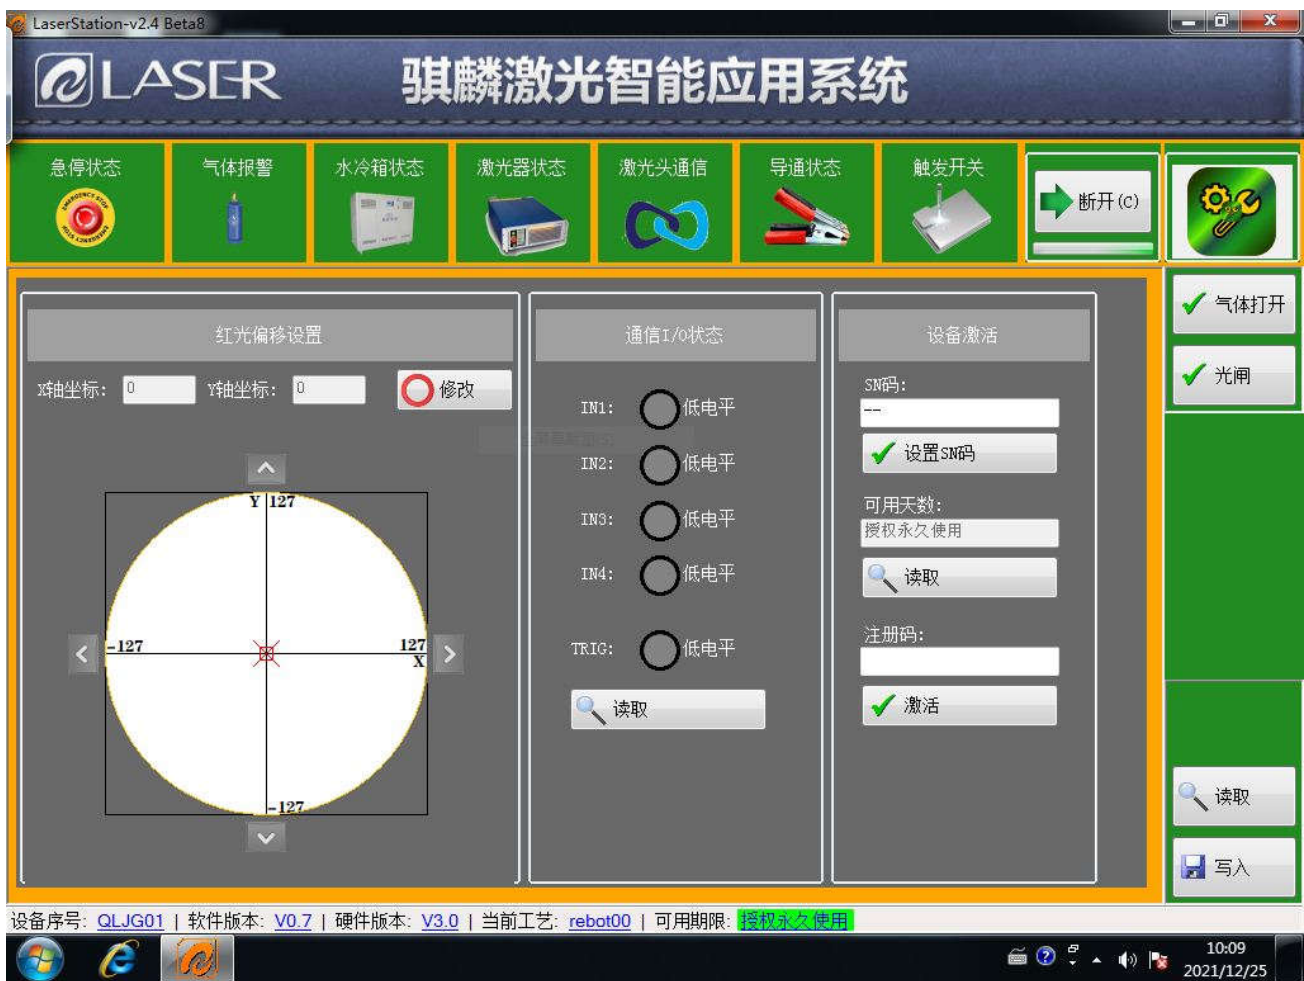 LaserStation-v2.4 Beta8
LASER 骐麟激光智能应用系统
急停状态 气体报警 水冷箱状态 激光器状态 激光头通信 导通状态 触发开关
断开(C)
气体打开
光闸
红光偏移设置
X轴坐标: 0 Y轴坐标: 0 修改
Y 127
-127
127
X
-127
通信I/O状态
IN1: 低电平
IN2: 低电平
IN3: 低电平
IN4: 低电平
TRIG: 低电平
读取
设备激活
SN码:
--
设置SN码
可用天数:
授权永久使用
读取
注册码:
激活
读取
写入
设备序号: QLJG01 | 软件版本: V0.7 | 硬件版本: V3.0 | 当前工艺: rebot00 | 可用期限: 授权永久使用
10:09
2021/12/25